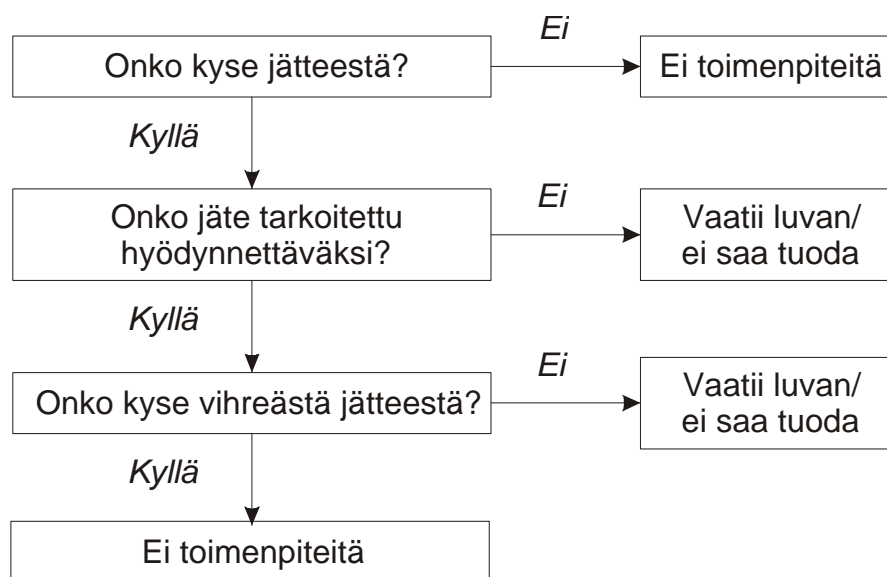 Onko kyse jätteestä?
Ei
Ei toimenpiteitä
Kyllä
Onko jäte tarkoitettu
hyödynnettäväksi?
Ei
Vaatii luvan/
ei saa tuoda
Kyllä
Onko kyse vihreästä jätteestä?
Ei
Vaatii luvan/
ei saa tuoda
Kyllä
Ei toimenpiteitä